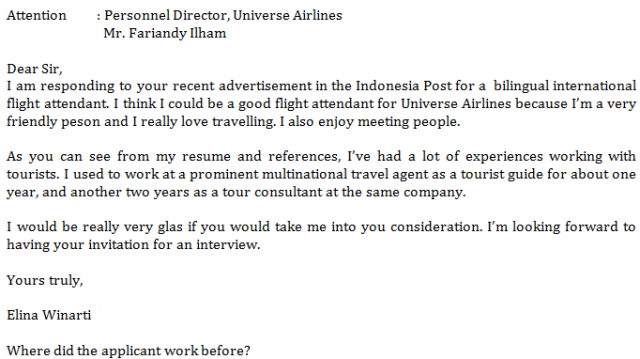 Attention : Personnel Director, Universe Airlines
Mr. Fariandy Ilham
Dear Sir,
I am responding to your recent advertisement in the Indonesia Post for a bilingual international
flight attendant. I think I could be a good flight attendant for Universe Airlines because I'm a very
friendly peson and I really love travelling. I also enjoy meeting people.
As you can see from my resume and references, I've had a lot of experiences working with
tourists. I used to work at a prominent multinational travel agent as a tourist guide for about one
year, and another two years as a tour consultant at the same company.
I would be really very glas if you would take me into you consideration. I'm looking forward to
having your invitation for an interview.
Yours truly,
Elina Winarti
Where did the applicant work before?